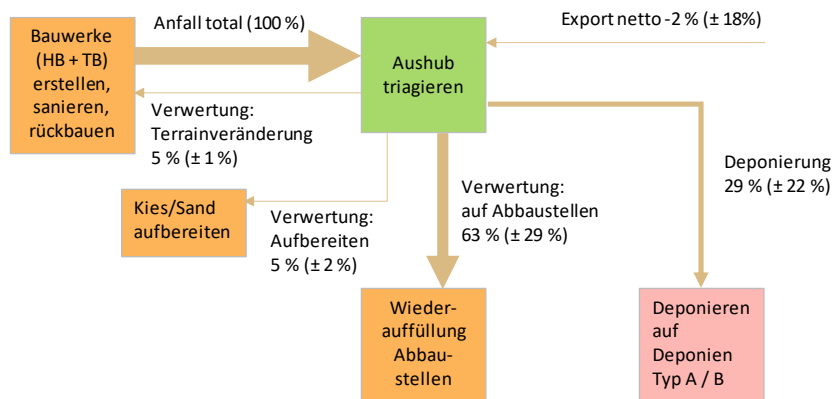 Bauwerke
(HB + TB)
erstellen,
sanieren,
rückbauen
Anfall total (100 %)
Aushub
triagieren
Export netto -2 % (± 18%)
Verwertung:
Terrainveränderung
5 % (± 1 %)
Kies/Sand
aufbereiten
Verwertung:
Aufbereiten
5 % (± 2 %)
Verwertung:
auf Abbaustellen
63 % (± 29 %)
Deponierung
29 % (± 22 %)
Wieder-
auffüllung
Abbau-
stellen
Deponieren
auf
Deponien
Typ A / B